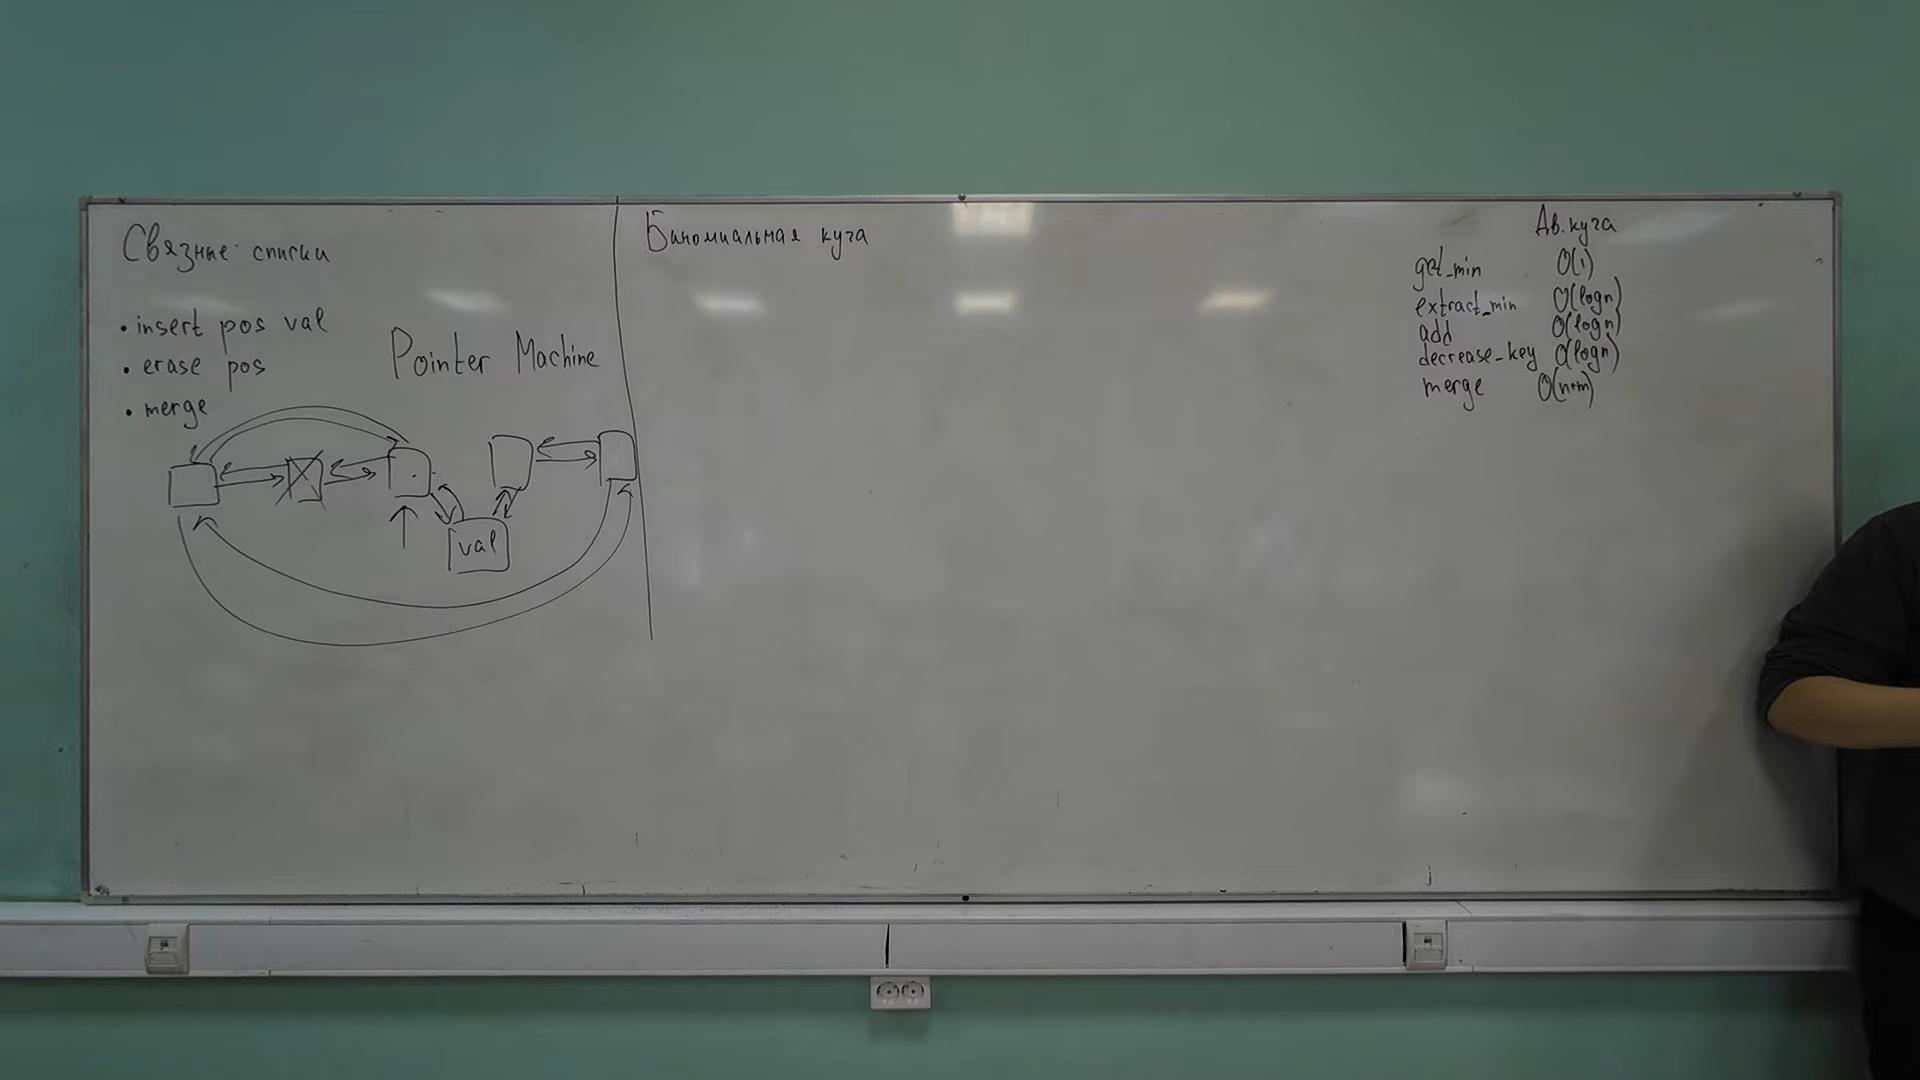 Связные списки
• insert pos val
• erase pos
• merge
Pointer Machine
val
Биномиальная куча
Дв. куча
get_min O(1)
extract_min O(logn)
add O(logn)
decrease_key O(logn)
merge O(n+m)